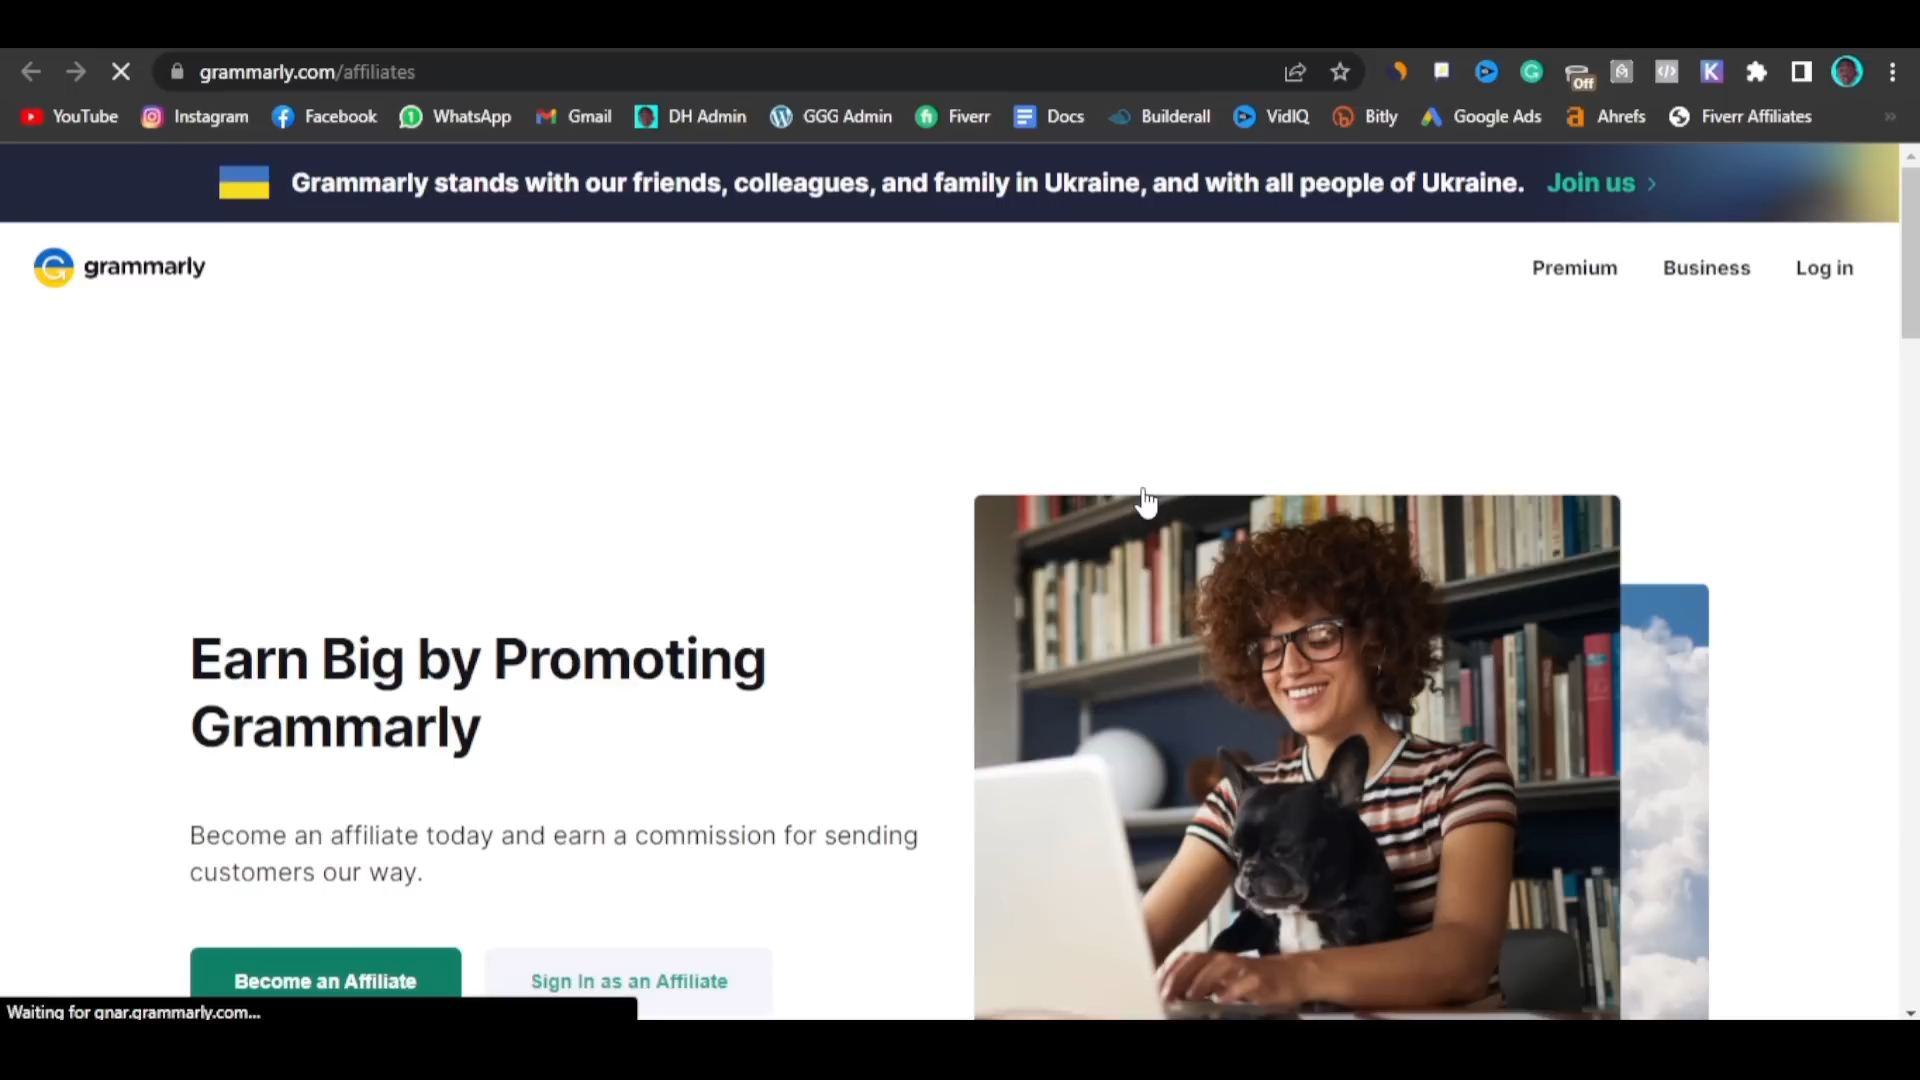 grammarly.com/affiliates
Off
YouTube Instagram Facebook WhatsApp Gmail DH Admin GGG Admin Fiverr Docs Builderall VidIQ Bitly Google Ads Ahrefs Fiverr Affiliates »
Grammarly stands with our friends, colleagues, and family in Ukraine, and with all people of Ukraine. Join us >
grammarly
Premium Business Log in
Earn Big by Promoting
Grammarly
Become an affiliate today and earn a commission for sending
customers our way.
Become an Affiliate Sign In as an Affiliate
Waiting for gnar.grammarly.com...